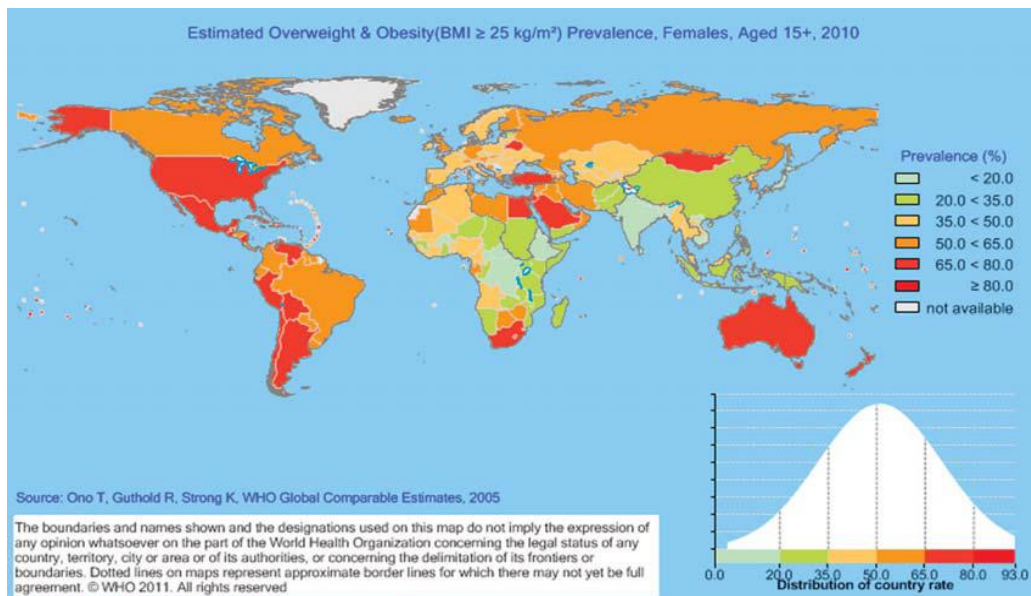 Estimated Overweight & Obesity(BMI ≥ 25 kg/m²) Prevalence, Females, Aged 15+, 2010
Prevalence (%)
< 20.0
20.0 < 35.0
35.0 < 50.0
50.0 < 65.0
65.0 < 80.0
≥ 80.0
not available
Source: Ono T, Guthold R, Strong K, WHO Global Comparable Estimates, 2005
The boundaries and names shown and the designations used on this map do not imply the expression of
any opinion whatsoever on the part of the World Health Organization concerning the legal status of any
country, territory, city or area or of its authorities, or concerning the delimitation of its frontiers or
boundaries. Dotted lines on maps represent approximate border lines for which there may not yet be full
agreement. © WHO 2011. All rights reserved
0.0 20.0 35.0 50.0 65.0 80.0 93.0
Distribution of country rate